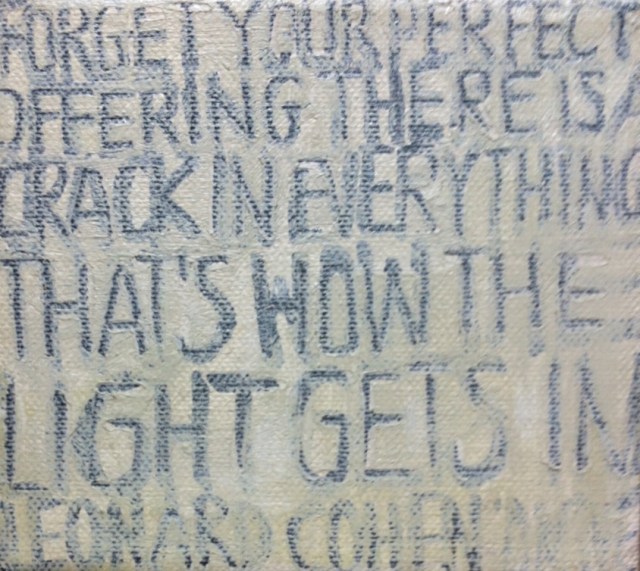 FORGET YOUR PERFECT
OFFERING THERE IS A
CRACK IN EVERYTHING
THAT'S HOW THE
LIGHT GETS IN
LEONARD COHEN